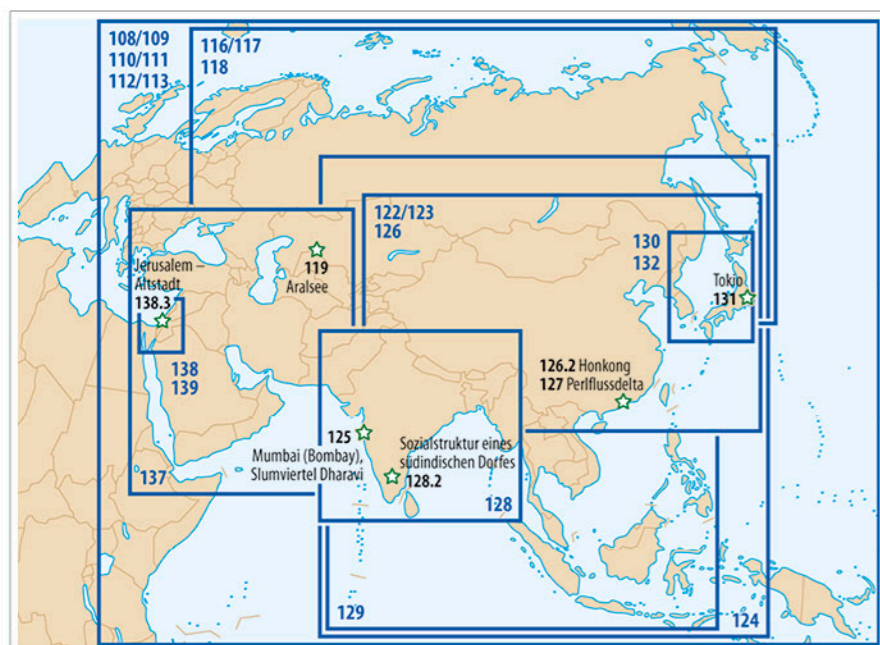 108/109
110/111
112/113
116/117
118
122/123
126
130
132
Jerusalem –
Altstadt
138.3
119
Aralsee
Tokio
131
138
139
126.2 Honkong
127 Perlflussdelta
125
Mumbai (Bombay),
Slumviertel Dharavi
Sozialstruktur eines
südindischen Dorfes
128.2
137
128
129
124